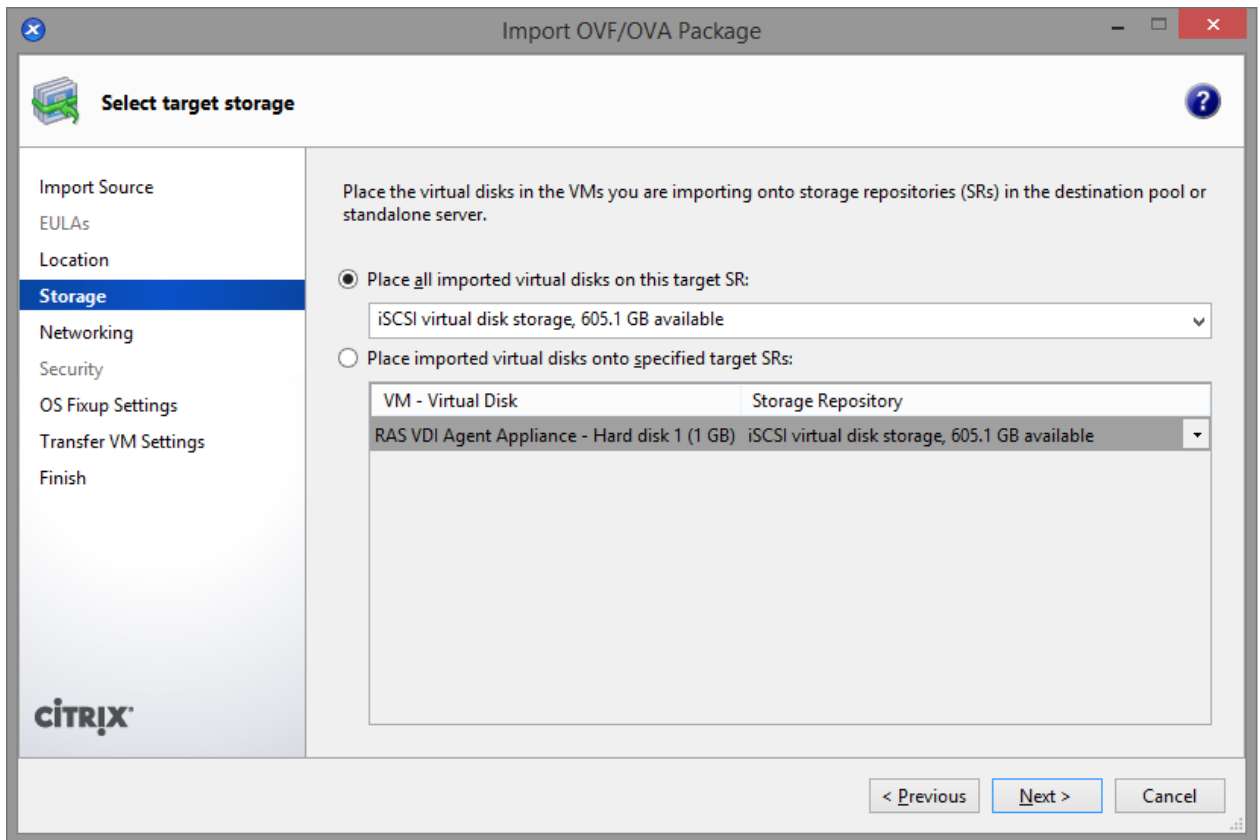 Import OVF/OVA Package
Select target storage
?
Import Source
EULAs
Location
Storage
Networking
Security
OS Fixup Settings
Transfer VM Settings
Finish
CİTRIX
Place the virtual disks in the VMs you are importing onto storage repositories (SRs) in the destination pool or
standalone server.
Place all imported virtual disks on this target SR:
iSCSI virtual disk storage, 605.1 GB available
Place imported virtual disks onto specified target SRs:
VM - Virtual Disk Storage Repository
RAS VDI Agent Appliance - Hard disk 1 (1 GB) iSCSI virtual disk storage, 605.1 GB available
< Previous Next > Cancel